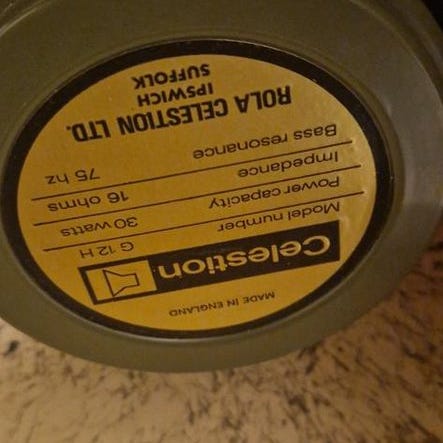 MADE IN ENGLAND
Celestion
Model number G 12 H
Power capacity 30 watts
Impedance 16 ohms
Bass resonance 75 hz
ROLA CELESTION LTD.
IPSWICH
SUFFOLK